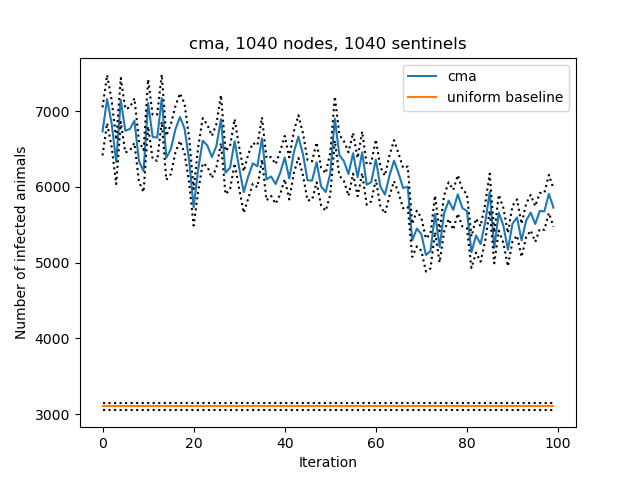 cma, 1040 nodes, 1040 sentinels
cma
uniform baseline
Number of infected animals
7000
6000
5000
4000
3000
0 20 40 60 80 100
Iteration